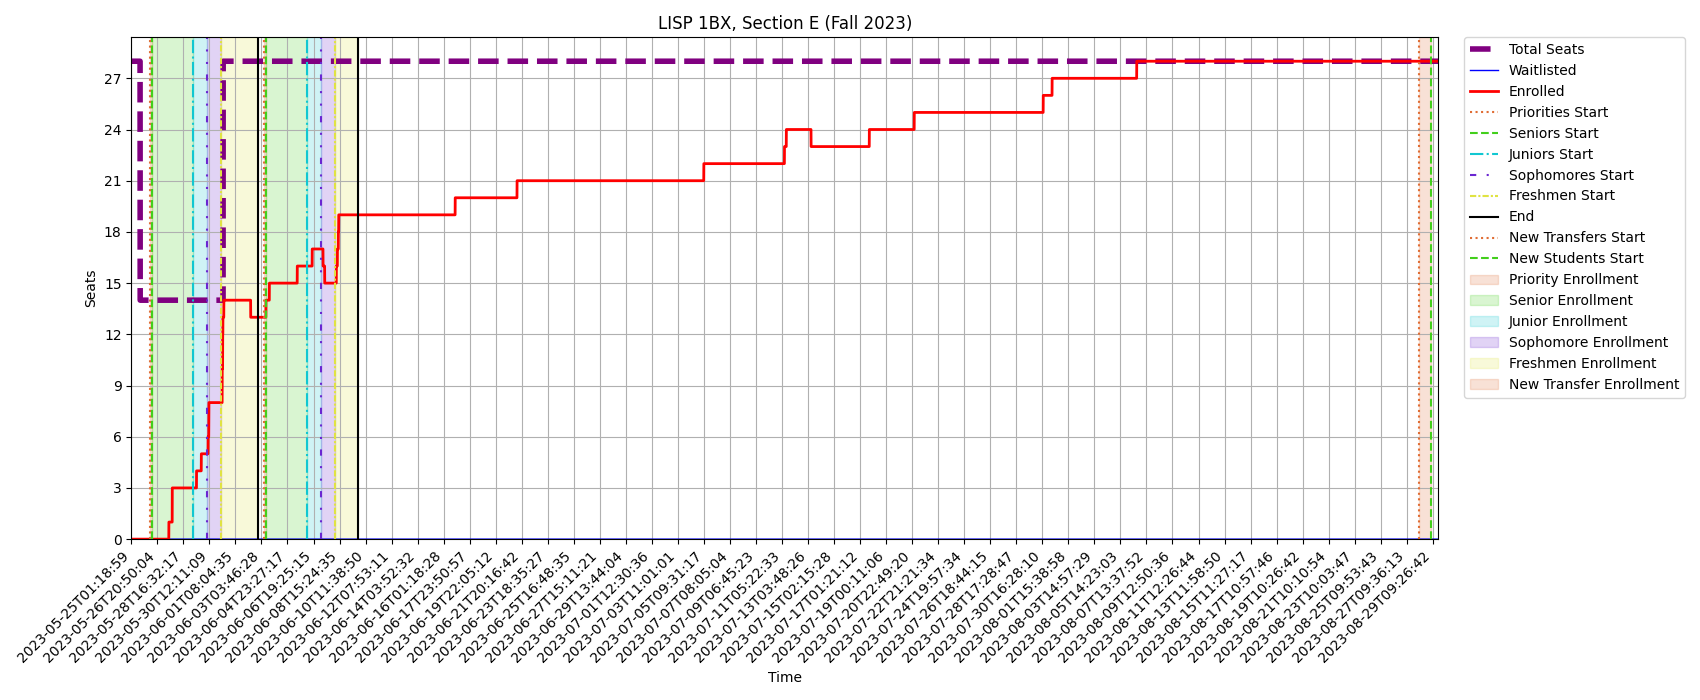 LISP 1BX, Section E (Fall 2023)
Seats
27
24
21
18
15
12
9
6
3
0
2023-05-25T01:18:59
2023-05-26T20:50:04
2023-05-28T16:32:17
2023-05-30T12:11:09
2023-06-01T08:04:35
2023-06-03T03:46:28
2023-06-04T23:27:17
2023-06-06T19:25:15
2023-06-08T15:24:35
2023-06-10T11:38:50
2023-06-12T07:53:11
2023-06-14T04:52:32
2023-06-16T01:18:28
2023-06-17T23:50:57
2023-06-19T22:05:12
2023-06-21T20:16:42
2023-06-23T18:35:27
2023-06-25T16:48:35
2023-06-27T15:11:21
2023-06-29T13:44:04
2023-07-01T12:30:36
2023-07-03T11:01:01
2023-07-05T09:31:17
2023-07-07T08:05:04
2023-07-09T06:45:23
2023-07-11T05:22:33
2023-07-13T03:48:26
2023-07-15T02:15:28
2023-07-17T01:21:12
2023-07-19T00:11:06
2023-07-20T22:49:20
2023-07-22T21:21:34
2023-07-24T19:57:34
2023-07-26T18:44:15
2023-07-28T17:28:47
2023-07-30T16:28:10
2023-08-01T15:38:58
2023-08-03T14:57:29
2023-08-05T14:23:03
2023-08-07T13:37:52
2023-08-09T12:50:36
2023-08-11T12:26:44
2023-08-13T11:58:50
2023-08-15T11:27:17
2023-08-17T10:57:46
2023-08-19T10:26:42
2023-08-21T10:10:54
2023-08-23T10:03:47
2023-08-25T09:53:43
2023-08-27T09:36:13
2023-08-29T09:26:42
Time
Total Seats
Waitlisted
Enrolled
Priorities Start
Seniors Start
Juniors Start
Sophomores Start
Freshmen Start
End
New Transfers Start
New Students Start
Priority Enrollment
Senior Enrollment
Junior Enrollment
Sophomore Enrollment
Freshmen Enrollment
New Transfer Enrollment